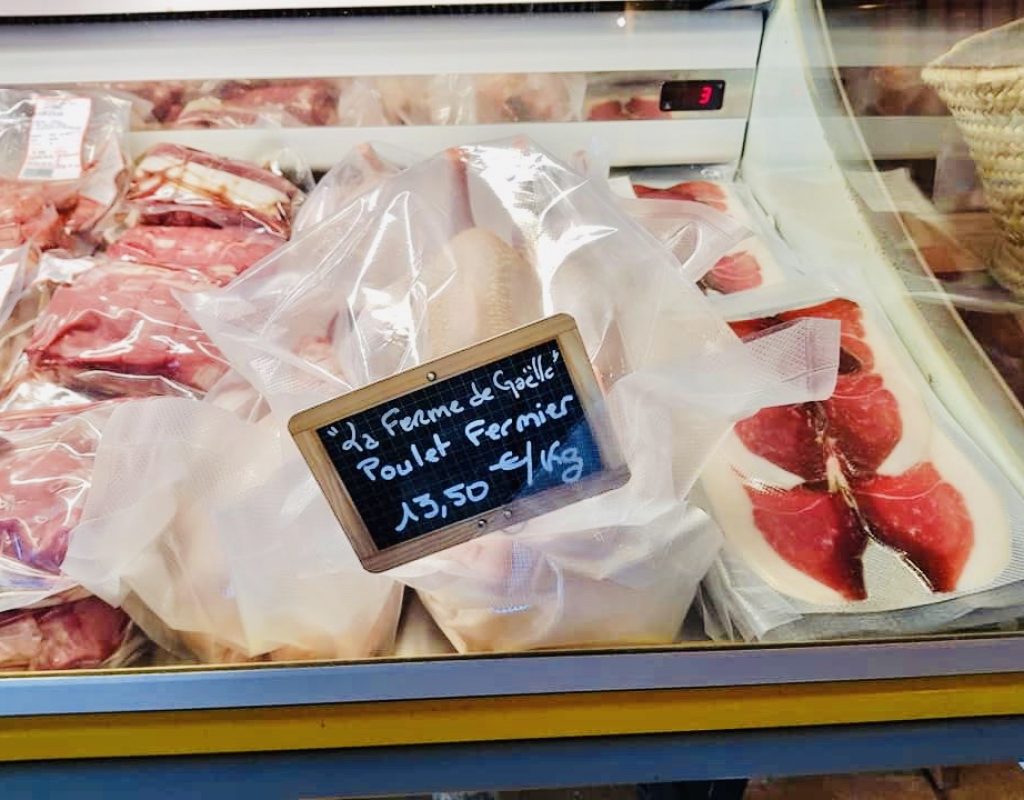 3
"La Ferme de Gaëlle"
Poulet Fermier
13,50 €/Kg